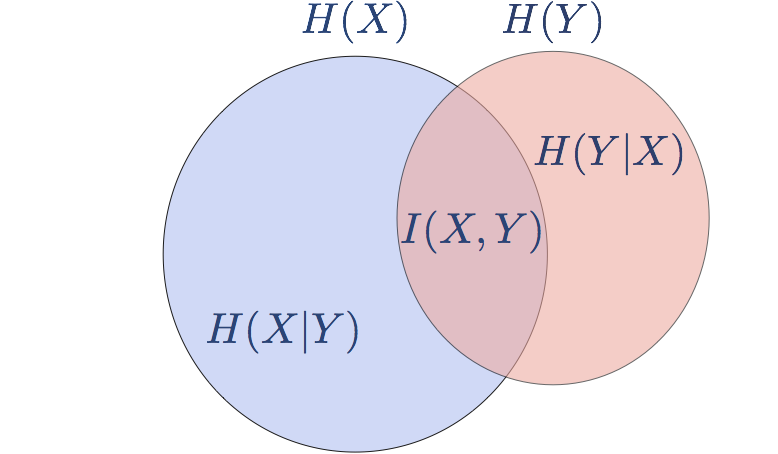 H(X) H(Y)
H(Y|X)
I(X, Y)
H(X|Y)